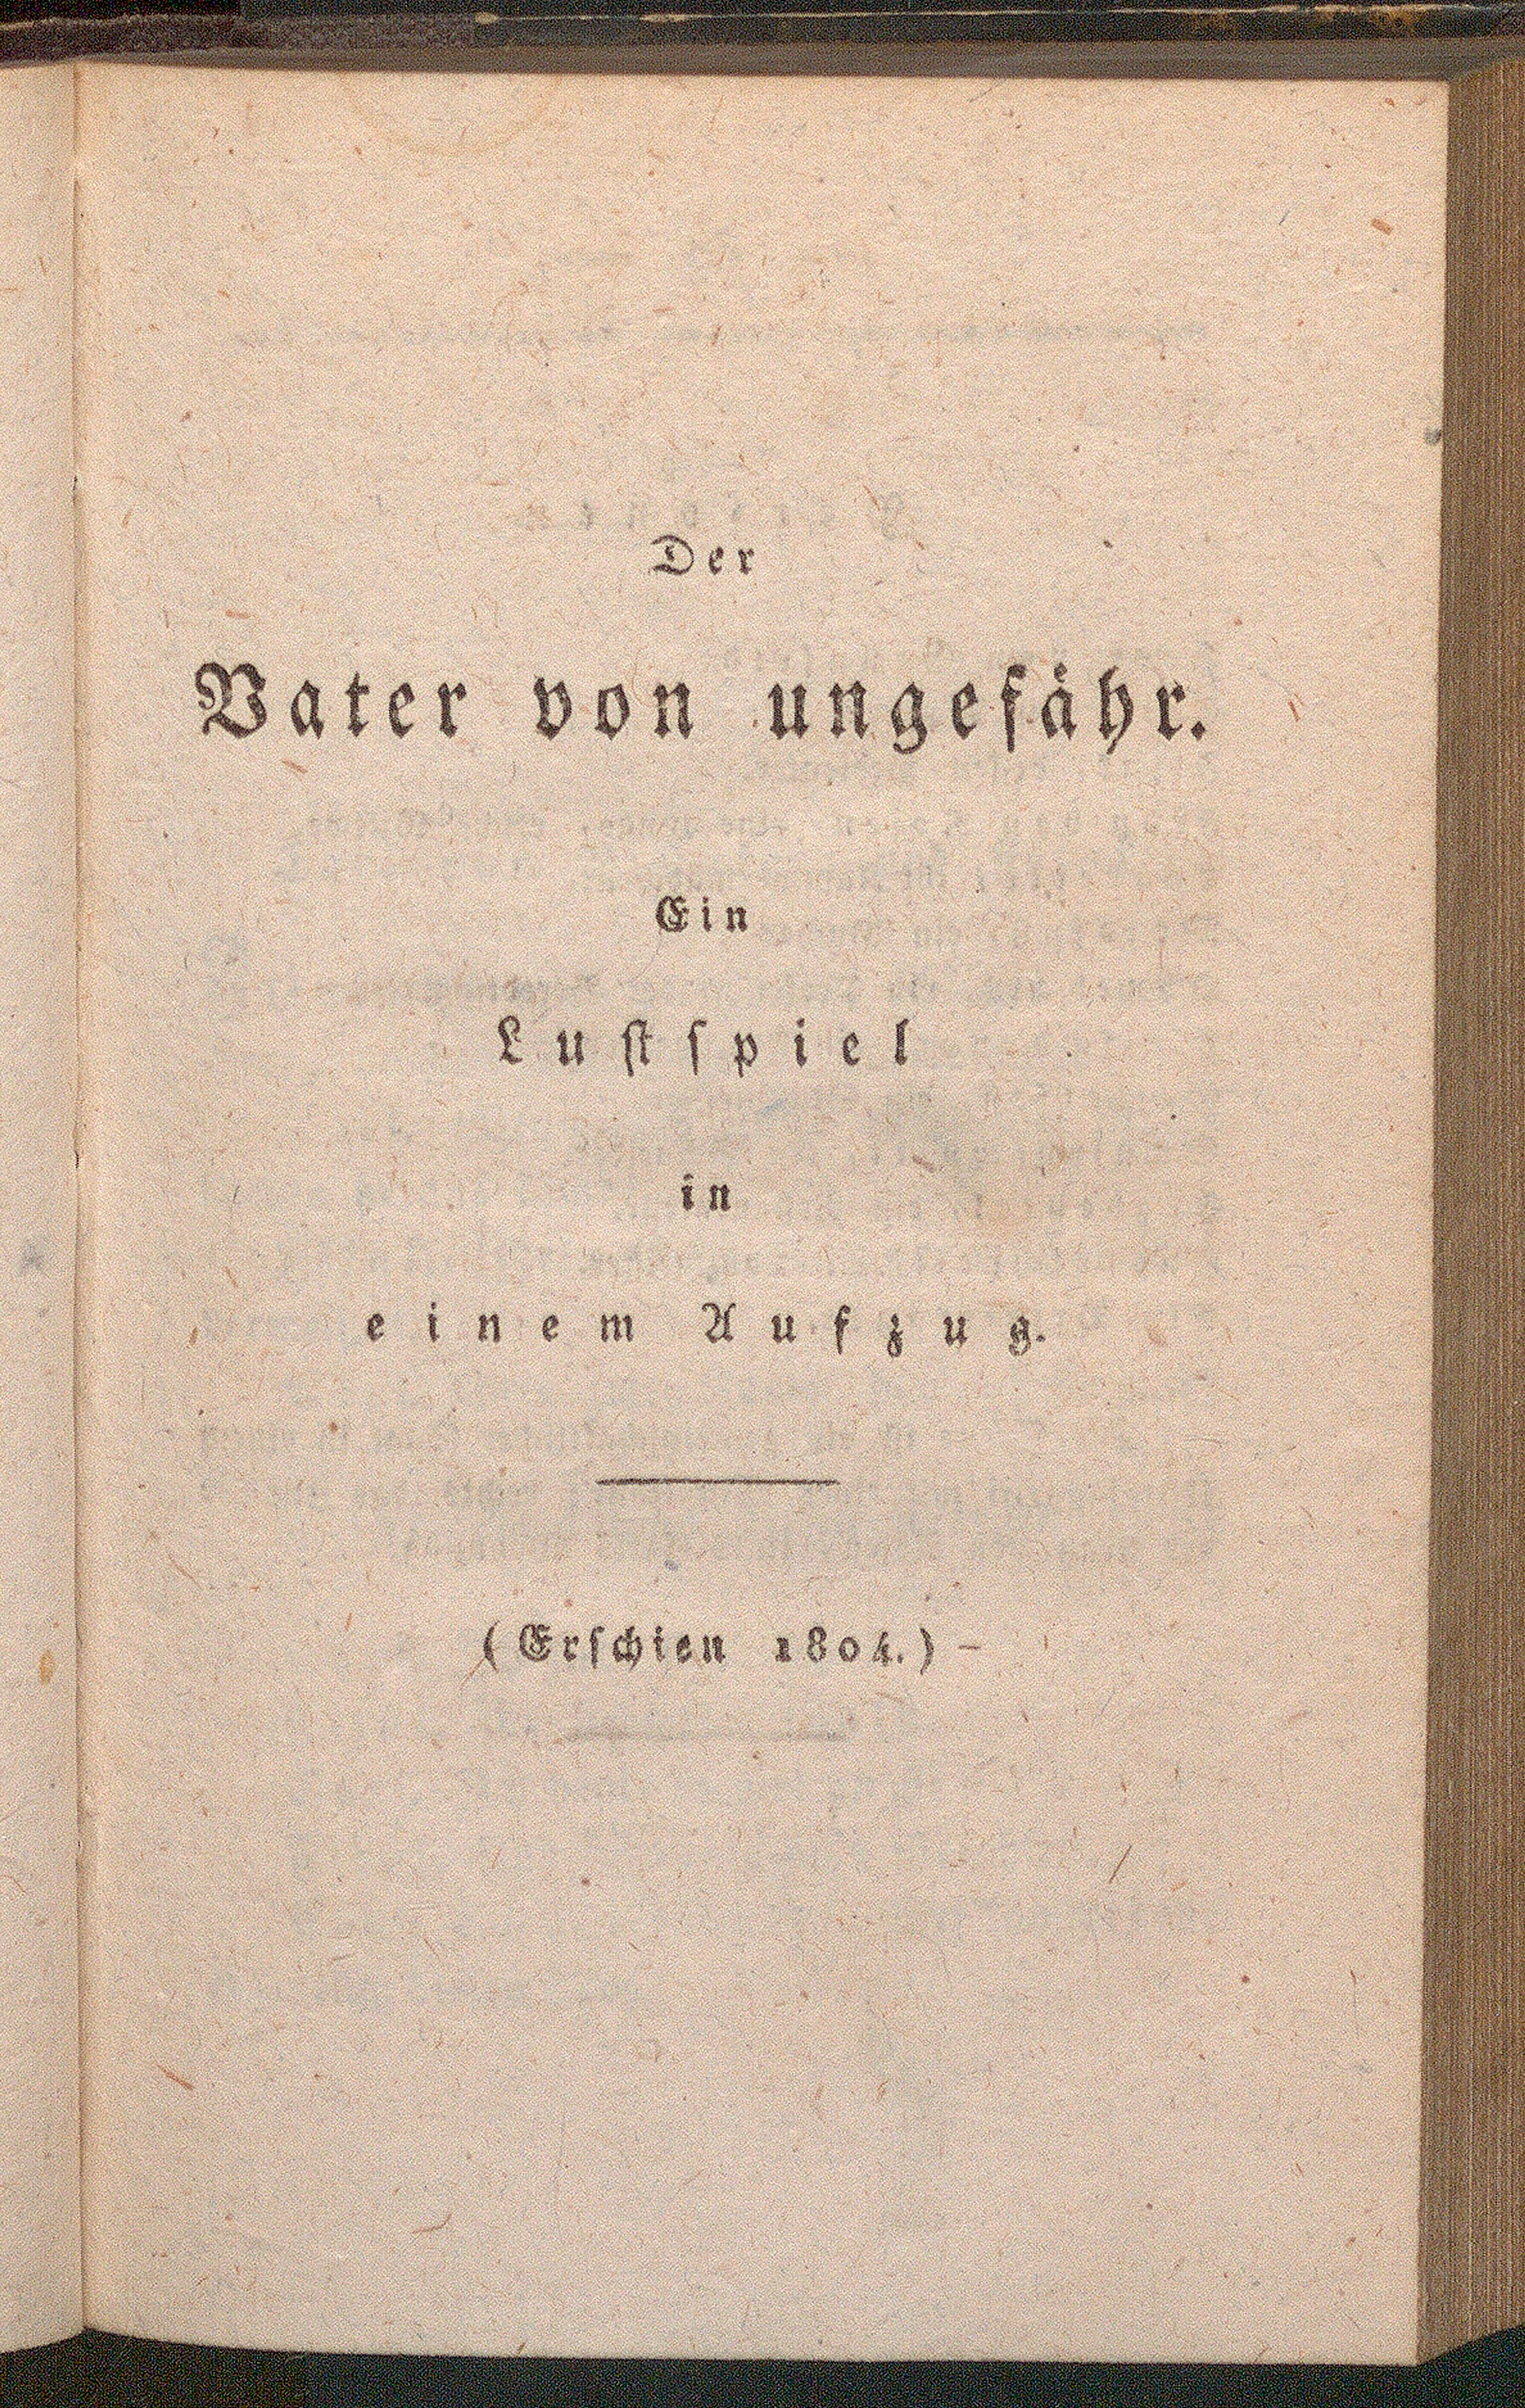 Der
Vater von ungefähr.
Ein
Lustspiel
in
einem Aufzug.
(Erschien 1804.)